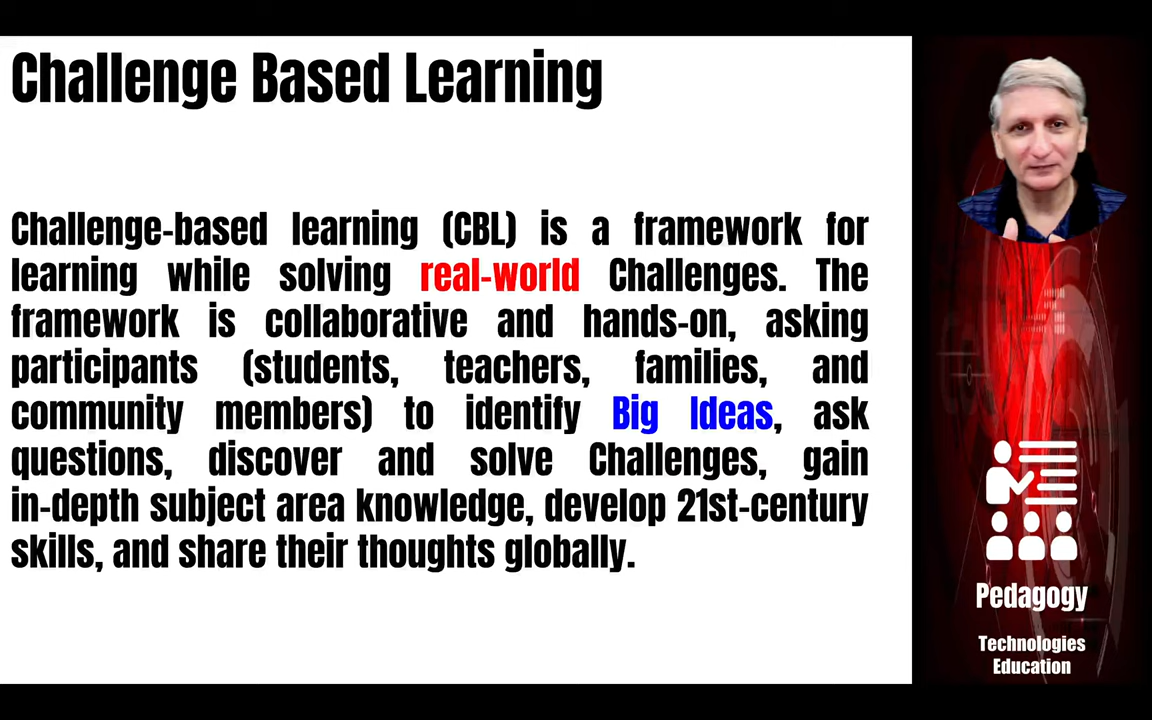 Challenge Based Learning
Challenge-based learning (CBL) is a framework for
learning while solving real-world Challenges. The
framework is collaborative and hands-on, asking
participants (students, teachers, families, and
community members) to identify Big Ideas, ask
questions, discover and solve Challenges, gain
in-depth subject area knowledge, develop 21st-century
skills, and share their thoughts globally.
Pedagogy
Technologies
Education